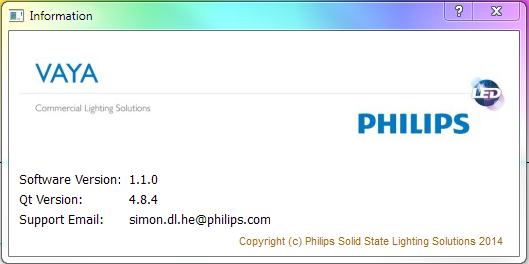 Information
VAYA
Commercial Lighting Solutions
LED
PHILIPS
Software Version: 1.1.0
Qt Version: 4.8.4
Support Email: simon.dl.he@philips.com
Copyright (c) Philips Solid State Lighting Solutions 2014